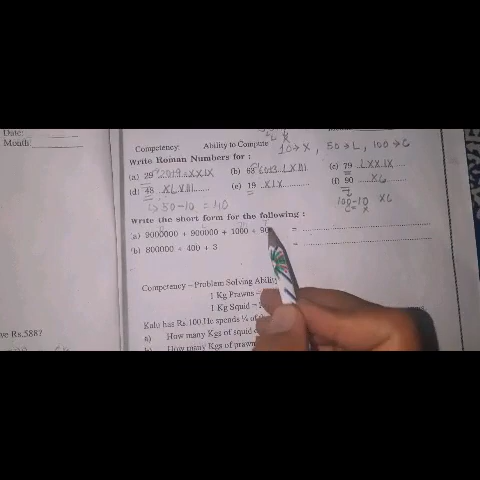 Date:
Month:
Competency: Ability to Compute
10→X, 50→L, 100→C
Write Roman Numbers for :
(a) 29 XXIX (b) 63 LXIII (c) 79 LXXIX
(d) 48 XLVIII (e) 19 XIX (f) 90 XC
50-10 = 40
100-10 XC
Write the short form for the following :
(a) 9000000 + 900000 + 1000 + =
(b) 800000 + 400 + 3 =
Competency – Problem Solving Ability
1 Kg Prawns –
1 Kg Squid –
Kalu has Rs.100.He spends ¼ of
a) How many Kgs of squid
b) How many Kgs of prawn
ve Rs.588?